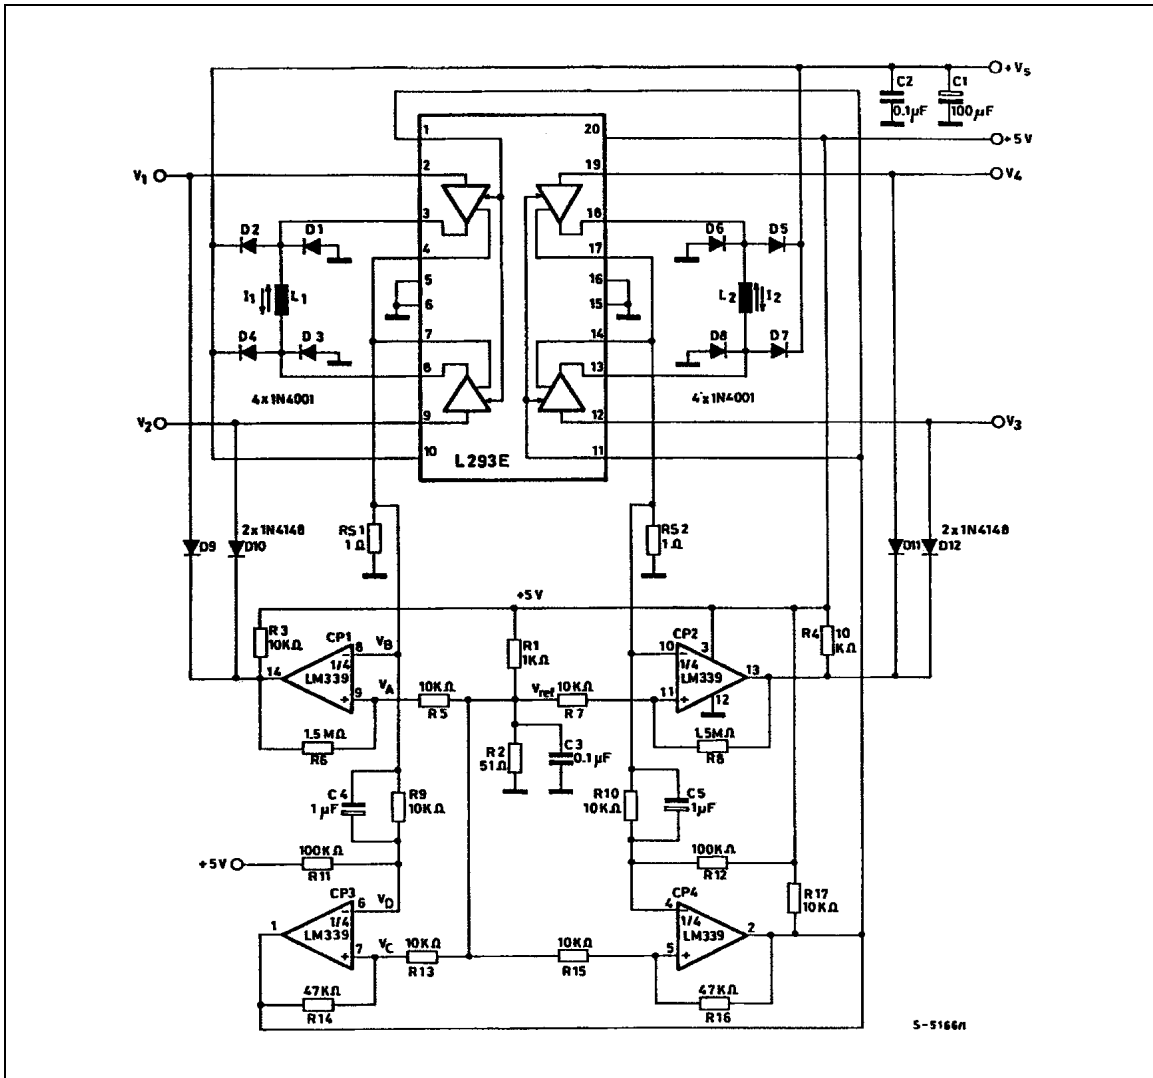 +Vs
C2
0.1µF
C1
100µF
+5V
1
20
2
19
V1
V4
3
18
D2
D1
D6
D5
4
17
5
16
I1
L1
L2
I2
6
15
D4
D3
7
14
D8
D7
6
13
4x1N4001
4x1N4001
V2
9
12
V3
10
11
L293E
RS1
1Ω
RS2
1Ω
2x1N4148
D9
D10
2x1N4148
D11
D12
+5V
R3
10KΩ
CP1
8
VB
R1
1KΩ
CP2
10
3
R4
10
KΩ
14
1/4
LM339
9
VA
10KΩ
R5
Vref
10KΩ
R7
11
1/4
LM339
13
12
1.5MΩ
R6
R2
51Ω
C3
0.1µF
1.5MΩ
R8
C4
1µF
R9
10KΩ
R10
10KΩ
C5
1µF
+5V
100KΩ
R11
100KΩ
R12
R17
10KΩ
CP3
6
VD
CP4
4
1
1/4
LM339
7
VC
10KΩ
R13
10KΩ
R15
5
1/4
LM339
2
47KΩ
R14
47KΩ
R16